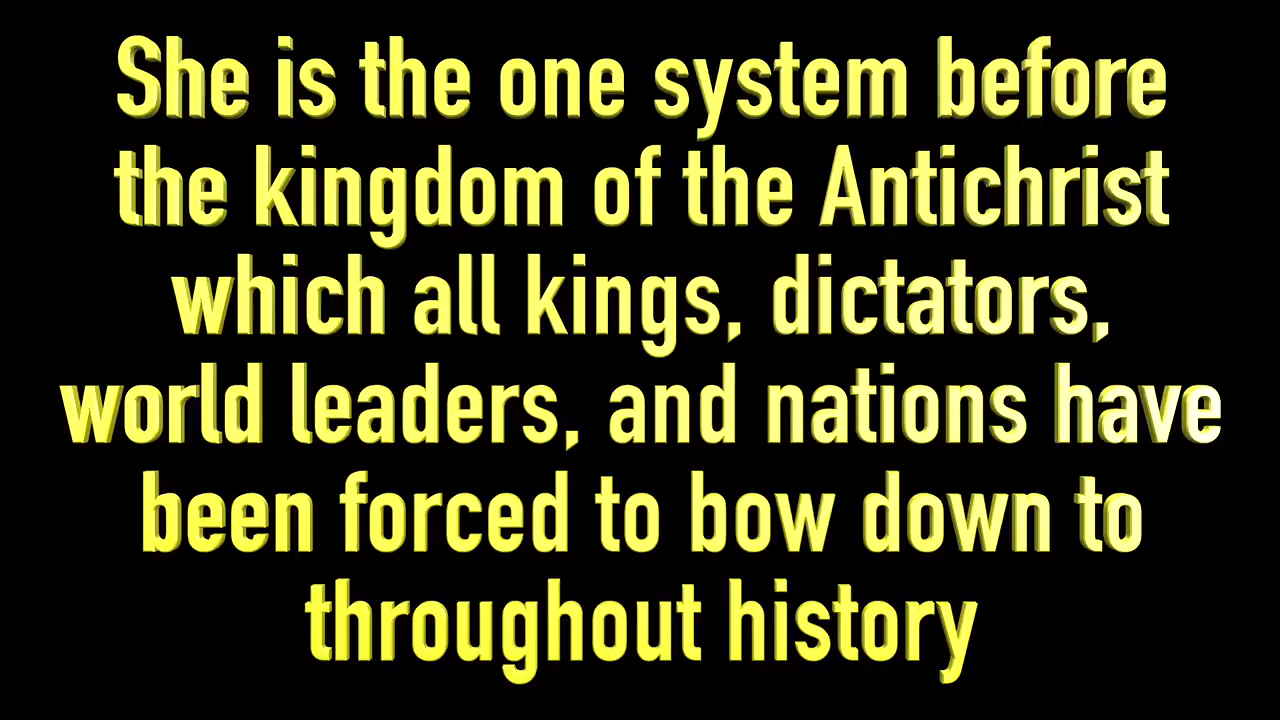 She is the one system before
the kingdom of the Antichrist
which all kings, dictators,
world leaders, and nations have
been forced to bow down to
throughout history